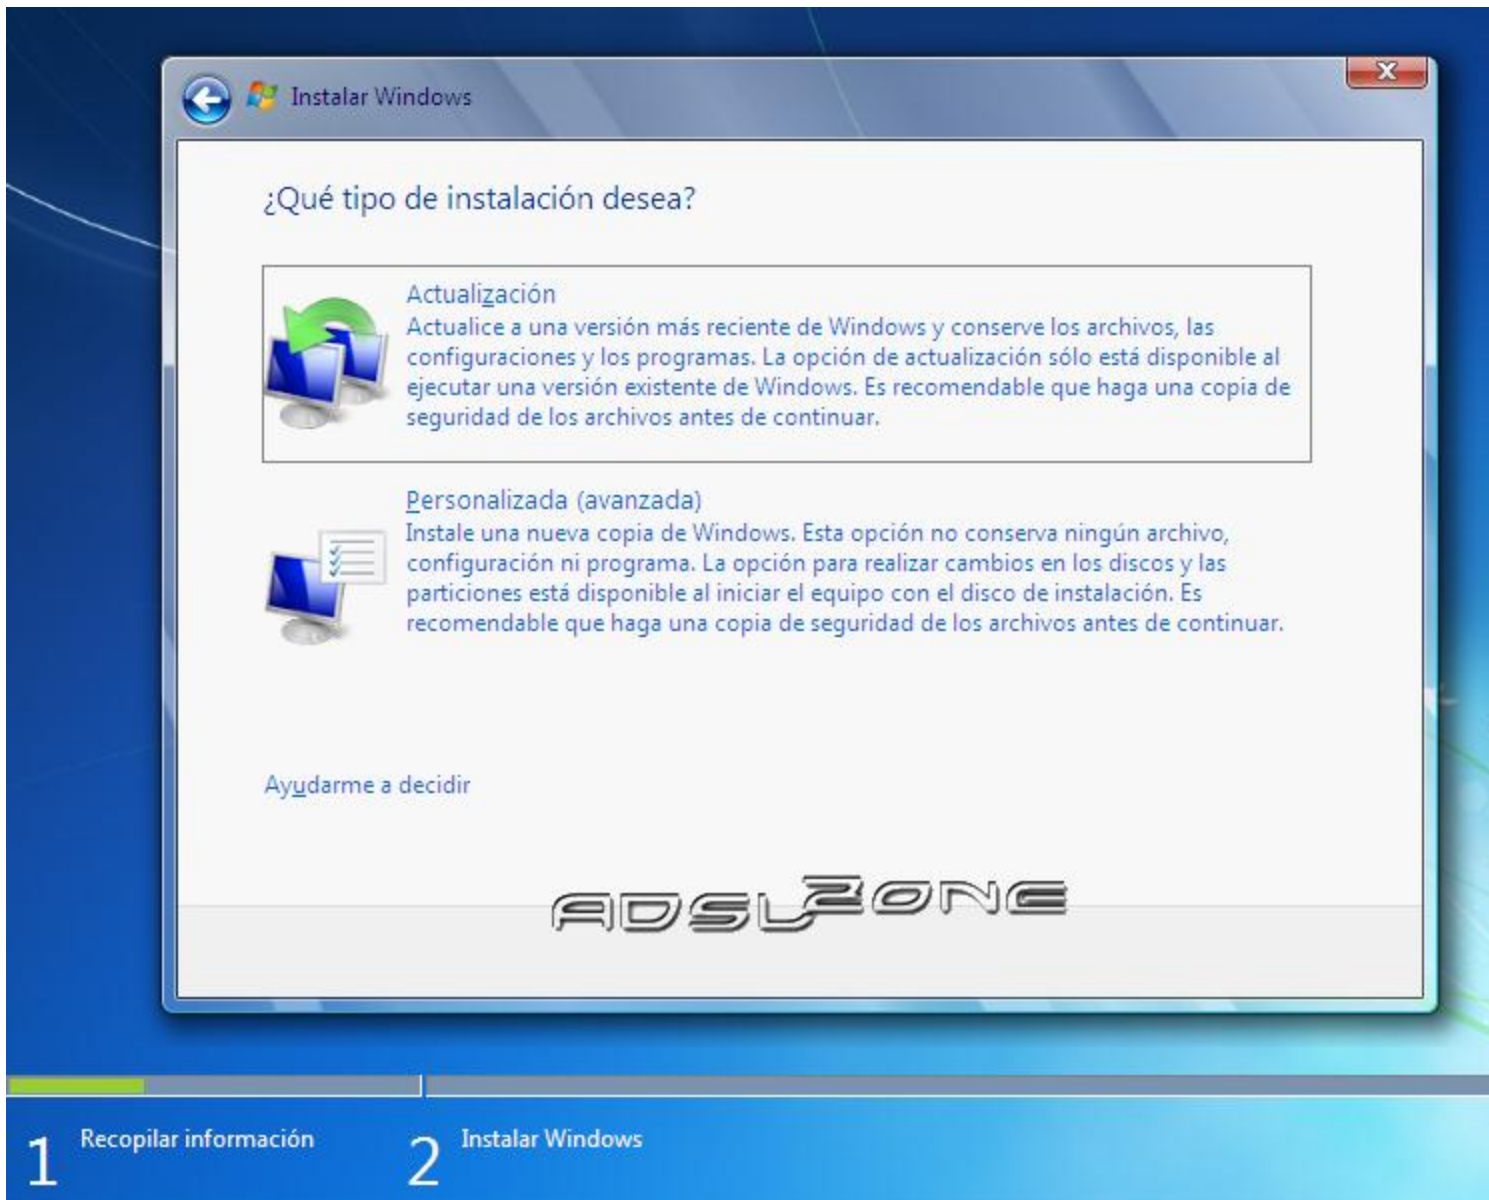 Instalar Windows
¿Qué tipo de instalación desea?
Actualización
Actualice a una versión más reciente de Windows y conserve los archivos, las
configuraciones y los programas. La opción de actualización sólo está disponible al
ejecutar una versión existente de Windows. Es recomendable que haga una copia de
seguridad de los archivos antes de continuar.
Personalizada (avanzada)
Instale una nueva copia de Windows. Esta opción no conserva ningún archivo,
configuración ni programa. La opción para realizar cambios en los discos y las
particiones está disponible al iniciar el equipo con el disco de instalación. Es
recomendable que haga una copia de seguridad de los archivos antes de continuar.
Ayudarme a decidir
ADSLZONE
1 Recopilar información
2 Instalar Windows